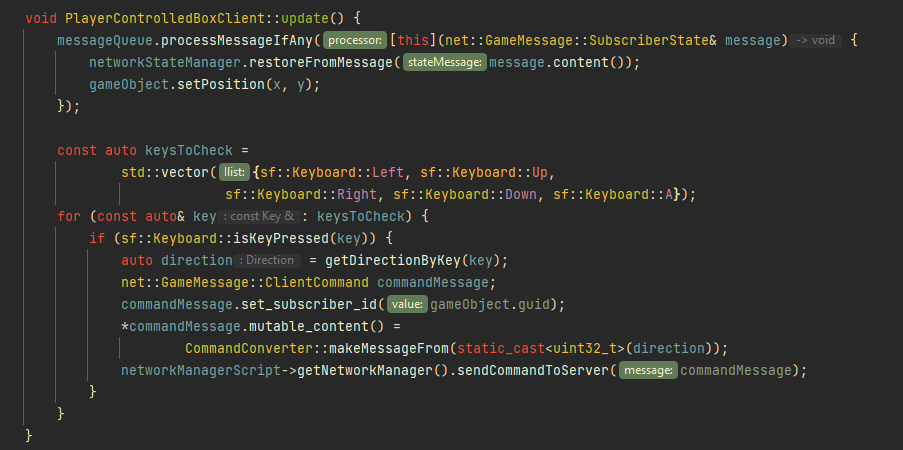 void PlayerControlledBoxClient::update() {
messageQueue.processMessageIfAny( processor: [this](net::GameMessage::SubscriberState& message) -> void {
networkStateManager.restoreFromMessage( stateMessage: message.content());
gameObject.setPosition(x, y);
});
const auto keysToCheck =
std::vector( llist: {sf::Keyboard::Left, sf::Keyboard::Up,
sf::Keyboard::Right, sf::Keyboard::Down, sf::Keyboard::A});
for (const auto& key : const Key & : keysToCheck) {
if (sf::Keyboard::isKeyPressed(key)) {
auto direction : Direction = getDirectionByKey(key);
net::GameMessage::ClientCommand commandMessage;
commandMessage.set_subscriber_id( value: gameObject.guid);
*commandMessage.mutable_content() =
CommandConverter::makeMessageFrom(static_cast<uint32_t>(direction));
networkManagerScript->getNetworkManager().sendCommandToServer( message: commandMessage);
}
}
}